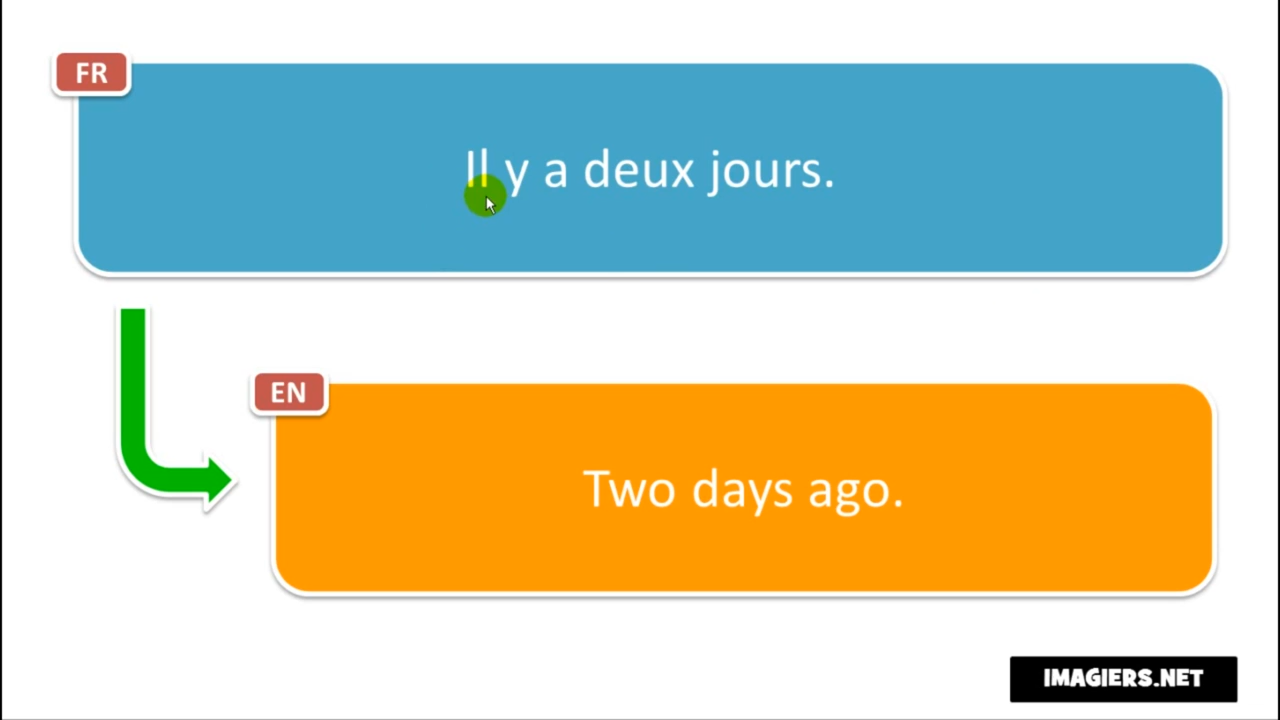 FR
Il y a deux jours.
EN
Two days ago.
IMAGIERS.NET